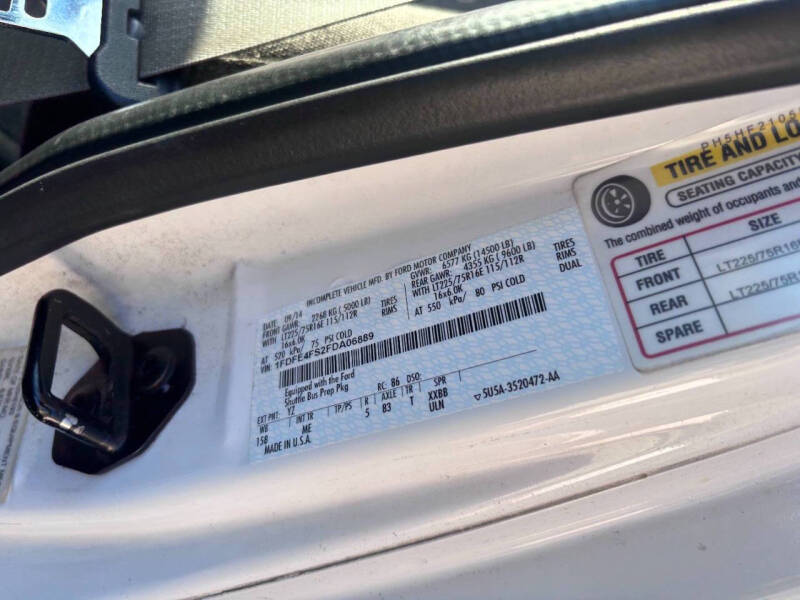 INCOMPLETE VEHICLE MFD. BY FORD MOTOR COMPANY
DATE: 09/14 GVWR: 6577 KG (14500 LB)
FRONT GAWR: 2268 KG ( 5000 LB) REAR GAWR: 4355 KG ( 9600 LB)
WITH LT225/75R16E 115/112R TIRES WITH LT225/75R16E 115/112R TIRES
16x6.0K RIMS 16x6.0K RIMS
AT 520 kPa/ 75 PSI COLD AT 550 kPa/ 80 PSI COLD DUAL
VIN: 1FDFE4FS2FDA06889
Equipped with the Ford
Shuttle Bus Prep Pkg
RC: 86 DSO:
EXT PNT: YZ XXBB
WB INT TR TP/PS R AXLE TR SPR
158 ME 5 B3 T ULN
MADE IN U.S.A.
5U5A-3520472-AA
TIRE AND LO
SEATING CAPACITY
The combined weight of occupants and
TIRE SIZE
FRONT LT225/75R16E
REAR LT225/75R16E
SPARE